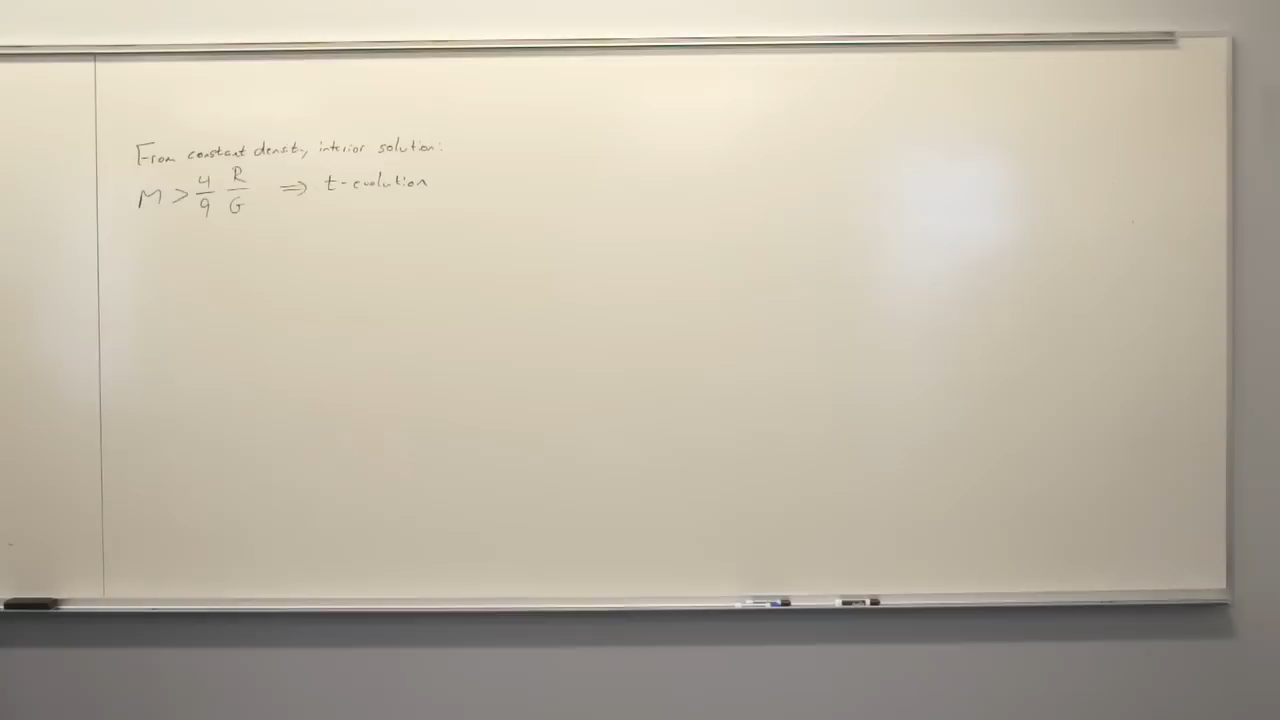 From constant density interior solution:
M > 4/9 R/G ⇒ t-evolution